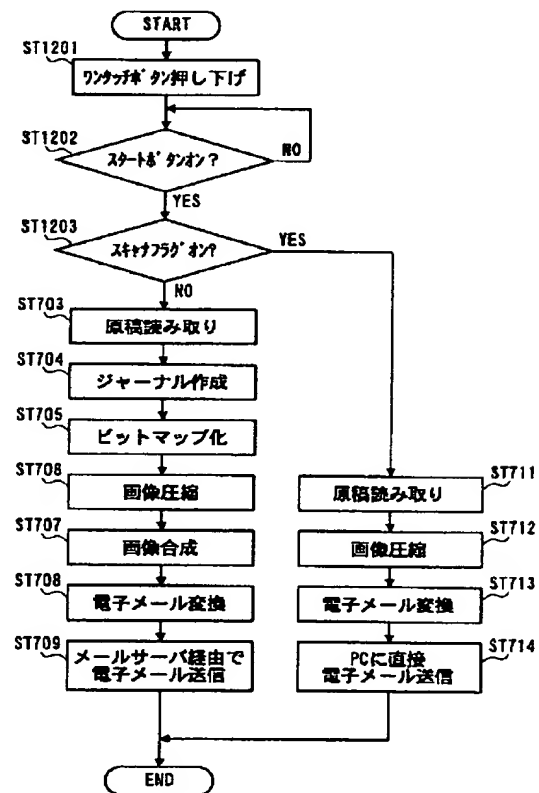 START
ST1201
ワンタッチボタン押し下げ
ST1202
スタートボタンオン？
NO
YES
ST1203
スキャナフラグオン?
YES
NO
ST703
原稿読み取り
ST704
ジャーナル作成
ST705
ビットマップ化
ST708
画像圧縮
ST707
画像合成
ST708
電子メール変換
ST709
メールサーバ経由で
電子メール送信
ST711
原稿読み取り
ST712
画像圧縮
ST713
電子メール変換
ST714
PCに直接
電子メール送信
END